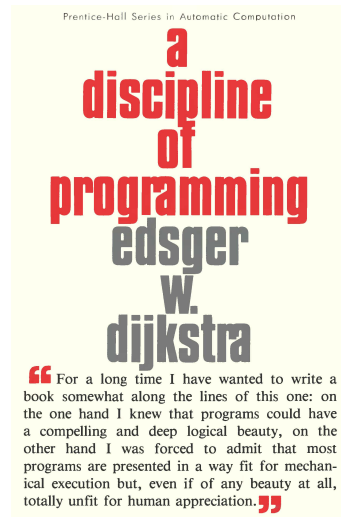 Prentice-Hall Series in Automatic Computation
a
discipline
of
programming
edsger
w.
dijkstra
“ For a long time I have wanted to write a
book somewhat along the lines of this one: on
the one hand I knew that programs could have
a compelling and deep logical beauty, on the
other hand I was forced to admit that most
programs are presented in a way fit for mechan-
ical execution but, even if of any beauty at all,
totally unfit for human appreciation.”